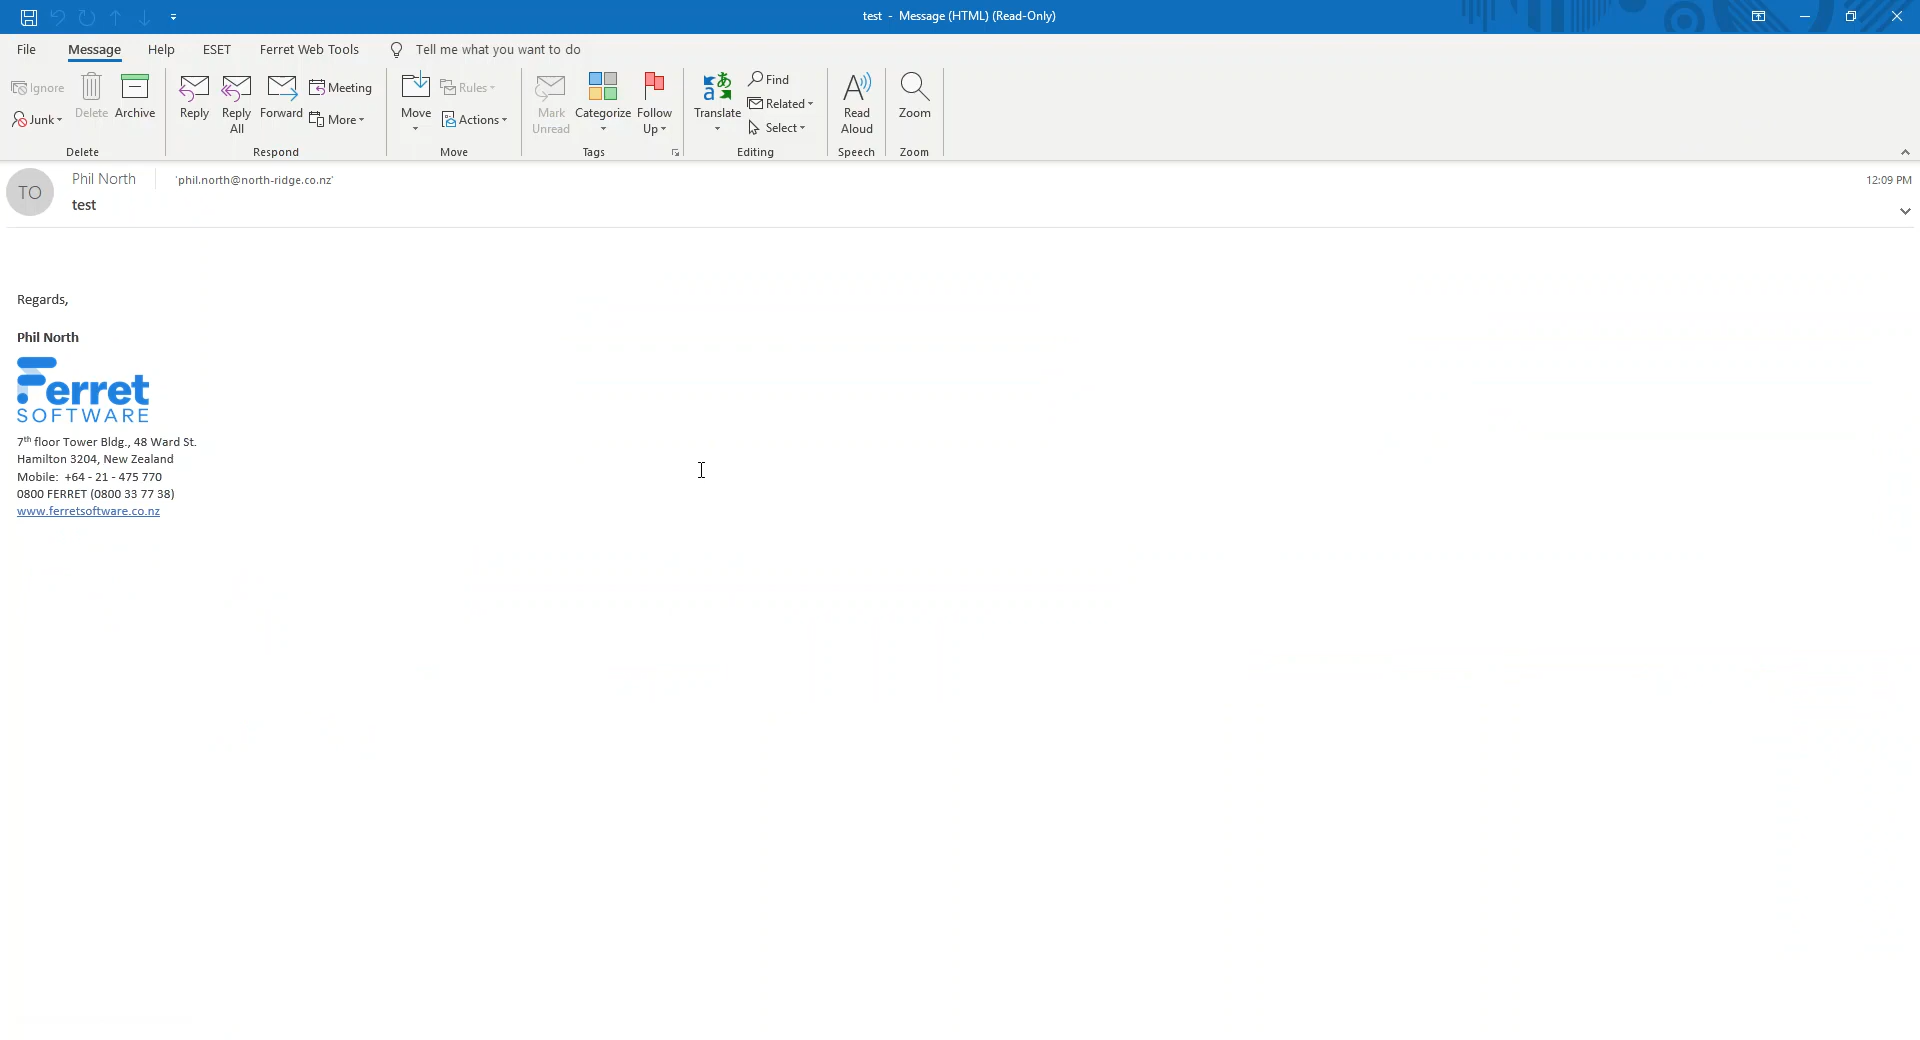 test - Message (HTML) (Read-Only)
File Message Help ESET Ferret Web Tools Tell me what you want to do
Ignore
Junk
Delete
Archive
Delete
Reply
Reply All
Forward
Meeting
More
Respond
Move
Rules
Actions
Move
Mark Unread
Categorize
Follow Up
Tags
Translate
Find
Related
Select
Editing
Read Aloud
Speech
Zoom
Zoom
TO
Phil North 'phil.north@north-ridge.co.nz' 12:09 PM
test
Regards,
Phil North
Ferret
SOFTWARE
7th floor Tower Bldg., 48 Ward St.
Hamilton 3204, New Zealand
Mobile: +64 - 21 - 475 770
0800 FERRET (0800 33 77 38)
www.ferretsoftware.co.nz